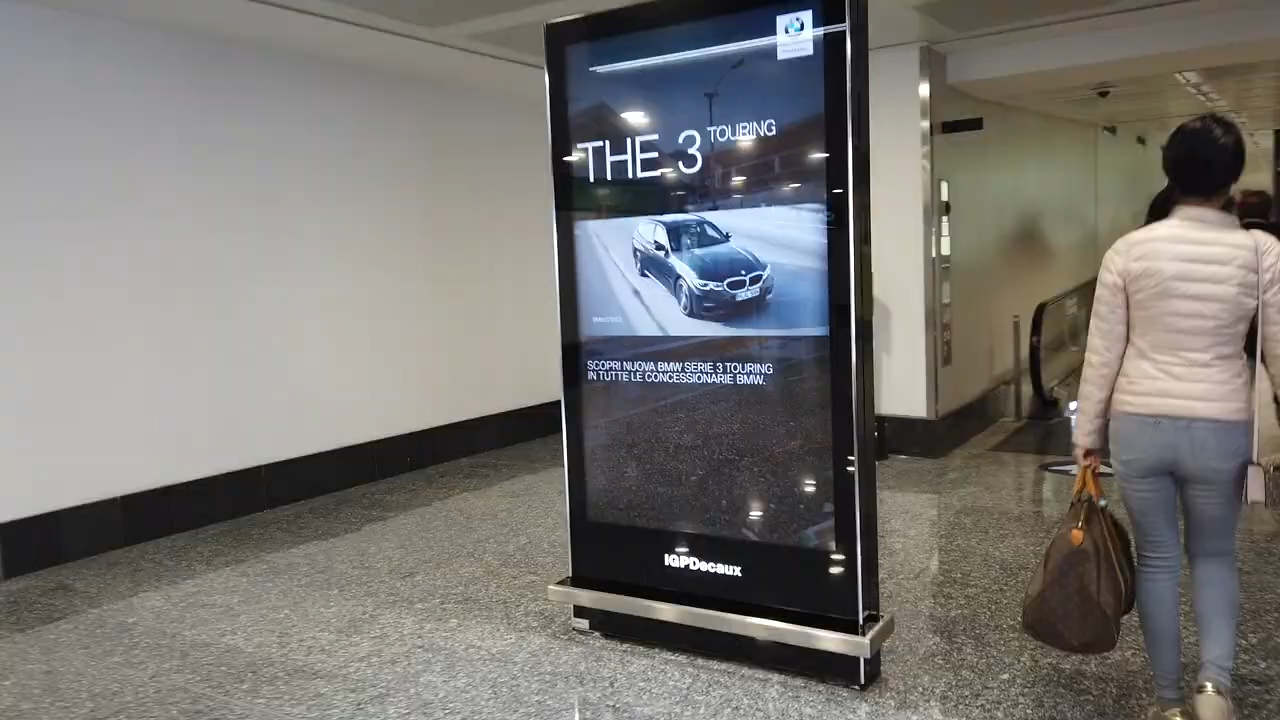 THE 3 TOURING
SCOPRI NUOVA BMW SERIE 3 TOURING
IN TUTTE LE CONCESSIONARIE BMW.
IGPDecaux